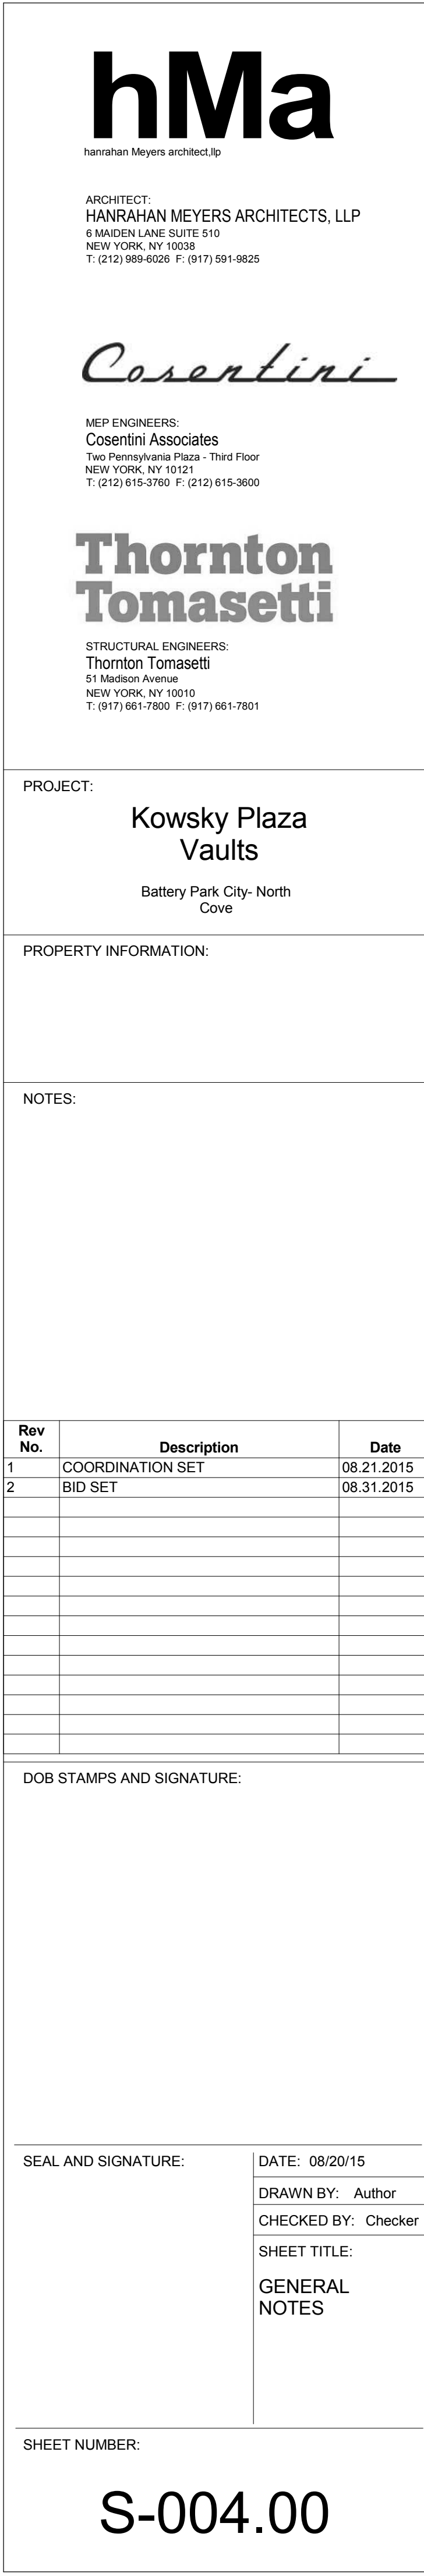 hMa
hanrahan Meyers architect,llp
ARCHITECT:
HANRAHAN MEYERS ARCHITECTS, LLP
6 MAIDEN LANE SUITE 510
NEW YORK, NY 10038
T: (212) 989-6026 F: (917) 591-9825
Cosentini
MEP ENGINEERS:
Cosentini Associates
Two Pennsylvania Plaza - Third Floor
NEW YORK, NY 10121
T: (212) 615-3760 F: (212) 615-3600
Thornton
Tomasetti
STRUCTURAL ENGINEERS:
Thornton Tomasetti
51 Madison Avenue
NEW YORK, NY 10010
T: (917) 661-7800 F: (917) 661-7801
PROJECT:
Kowsky Plaza
Vaults
Battery Park City- North
Cove
PROPERTY INFORMATION:
NOTES:
Rev
No. Description Date
1 COORDINATION SET 08.21.2015
2 BID SET 08.31.2015
DOB STAMPS AND SIGNATURE:
SEAL AND SIGNATURE:
DATE: 08/20/15
DRAWN BY: Author
CHECKED BY: Checker
SHEET TITLE:
GENERAL
NOTES
SHEET NUMBER:
S-004.00